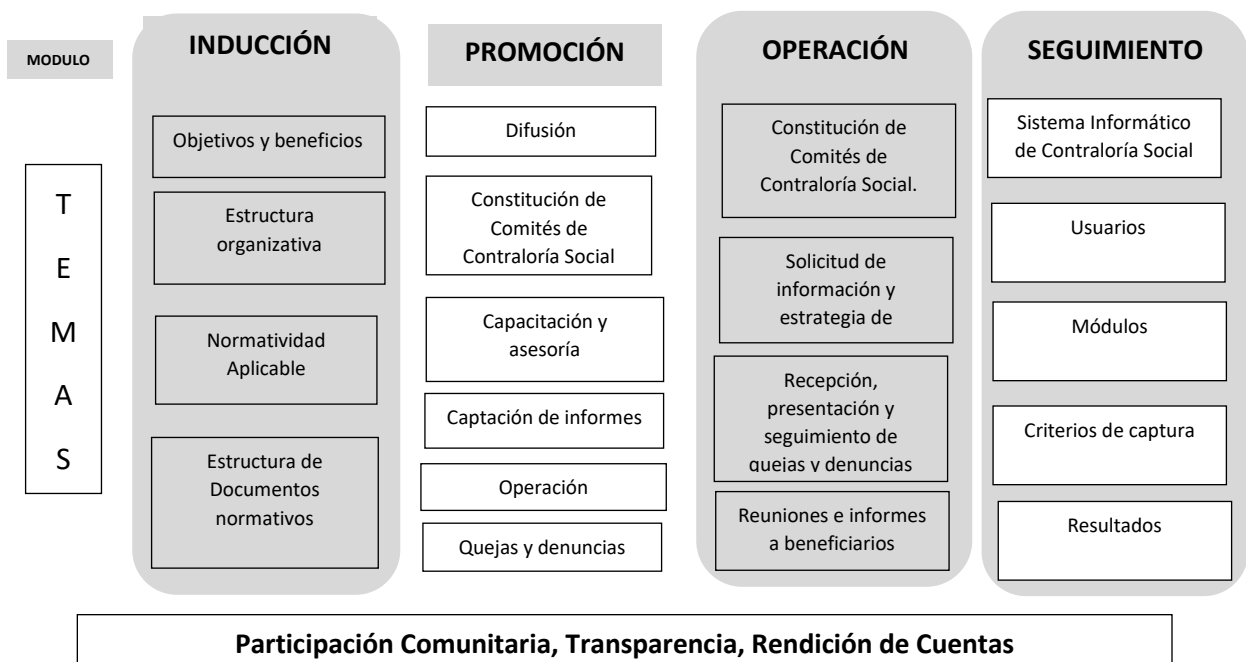 MODULO
INDUCCIÓN
PROMOCIÓN
OPERACIÓN
SEGUIMIENTO
T
E
M
A
S
Objetivos y beneficios
Estructura
organizativa
Normatividad
Aplicable
Estructura de
Documentos
normativos
Difusión
Constitución de
Comités de
Contraloría Social
Capacitación y
asesoría
Captación de informes
Operación
Quejas y denuncias
Constitución de
Comités de
Contraloría Social.
Solicitud de
información y
estrategia de
Recepción,
presentación y
seguimiento de
quejas y denuncias
Reuniones e informes
a beneficiarios
Sistema Informático
de Contraloría Social
Usuarios
Módulos
Criterios de captura
Resultados
Participación Comunitaria, Transparencia, Rendición de Cuentas